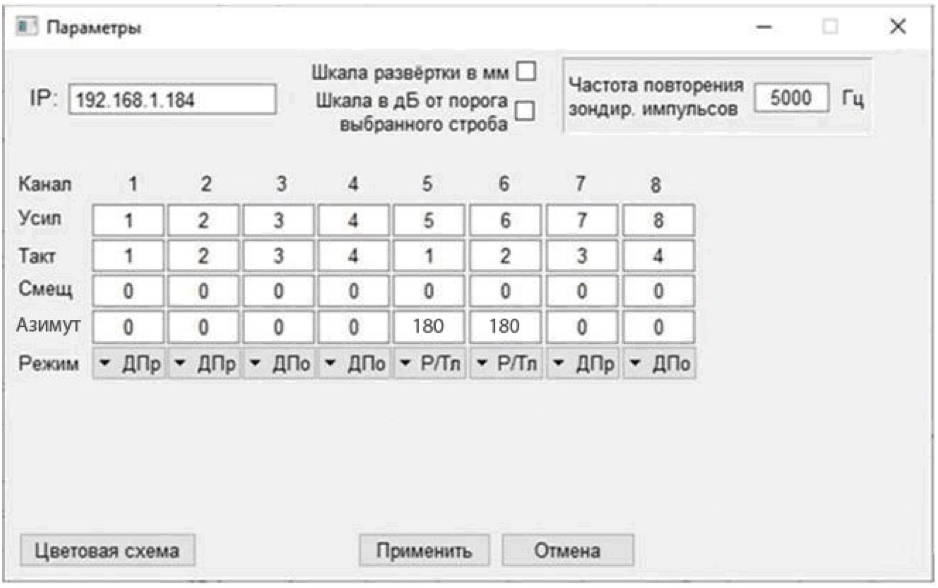 Параметры
IP: 192.168.1.184
Шкала развёртки в мм
Шкала в дБ от порога
выбранного строба
Частота повторения
зондир. импульсов
5000 Гц
Канал 1 2 3 4 5 6 7 8
Усил 1 2 3 4 5 6 7 8
Такт 1 2 3 4 1 2 3 4
Смещ 0 0 0 0 0 0 0 0
Азимут 0 0 0 0 180 180 0 0
Режим ДПр ДПр ДПо ДПо Р/Тл Р/Тл ДПр ДПо
Цветовая схема Применить Отмена